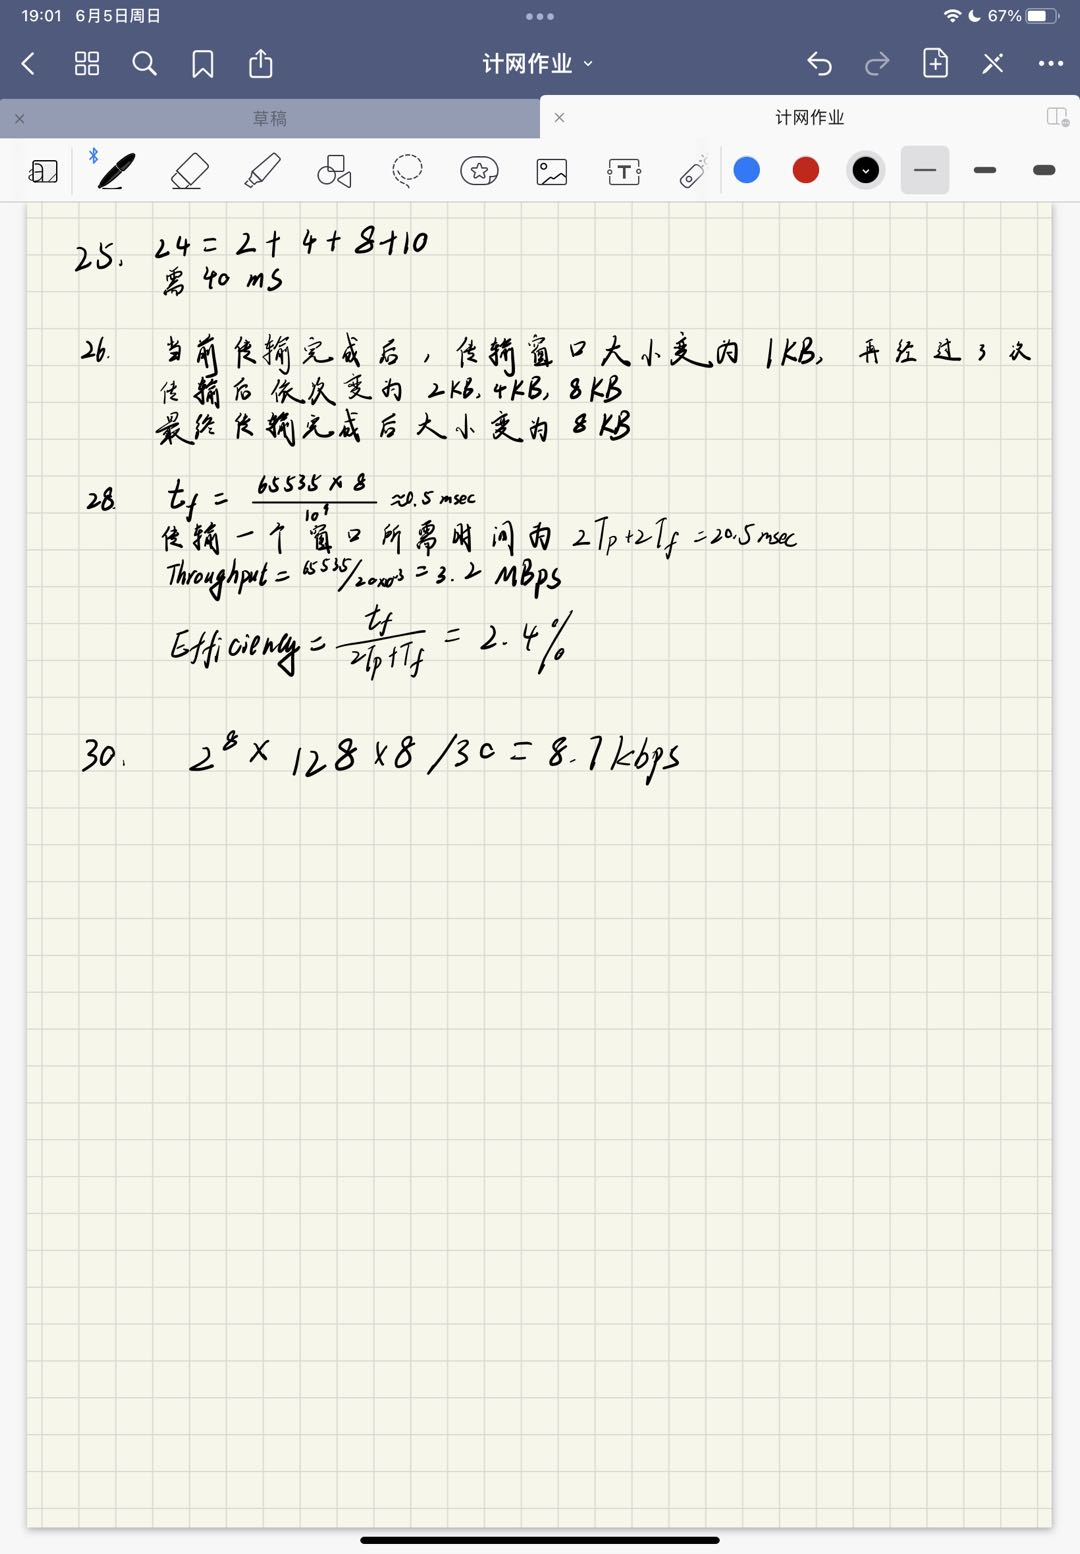 19:01 6月5日周日
67%
计网作业
草稿
计网作业
25. 24 = 2 + 4 + 8 + 10
需 40 ms
26. 当前传输完成后, 传输窗口大小变为 1KB, 再经过3次
传输后依次变为 2KB, 4KB, 8KB
最终传输完成后大小变为 8 KB
28. tf = 65535 × 8 / 10⁹ ≈0.5 msec
传输一个窗口所需时间为 2Tp+2Tf =20.5msec
Throughput = 65535/20×10⁻³ = 3.2 MBps
Efficiency = tf / 2Tp+Tf = 2.4%
30. 2⁸ × 128 × 8 /30 = 8.7kbps